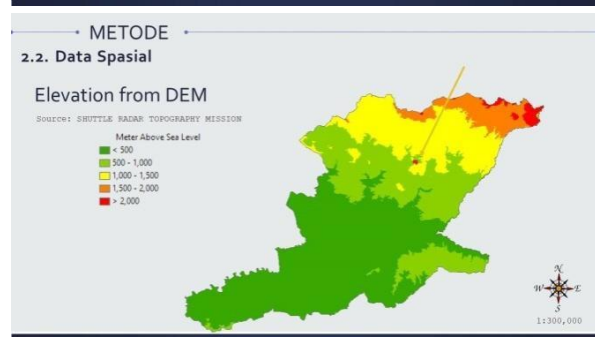 METODE
2.2. Data Spasial
Elevation from DEM
Source: SHUTTLE RADAR TOPOGRAPHY MISSION
Meter Above Sea Level
< 500
500 - 1,000
1,000 - 1,500
1,500 - 2,000
> 2,000
N
W E
S
1:300,000